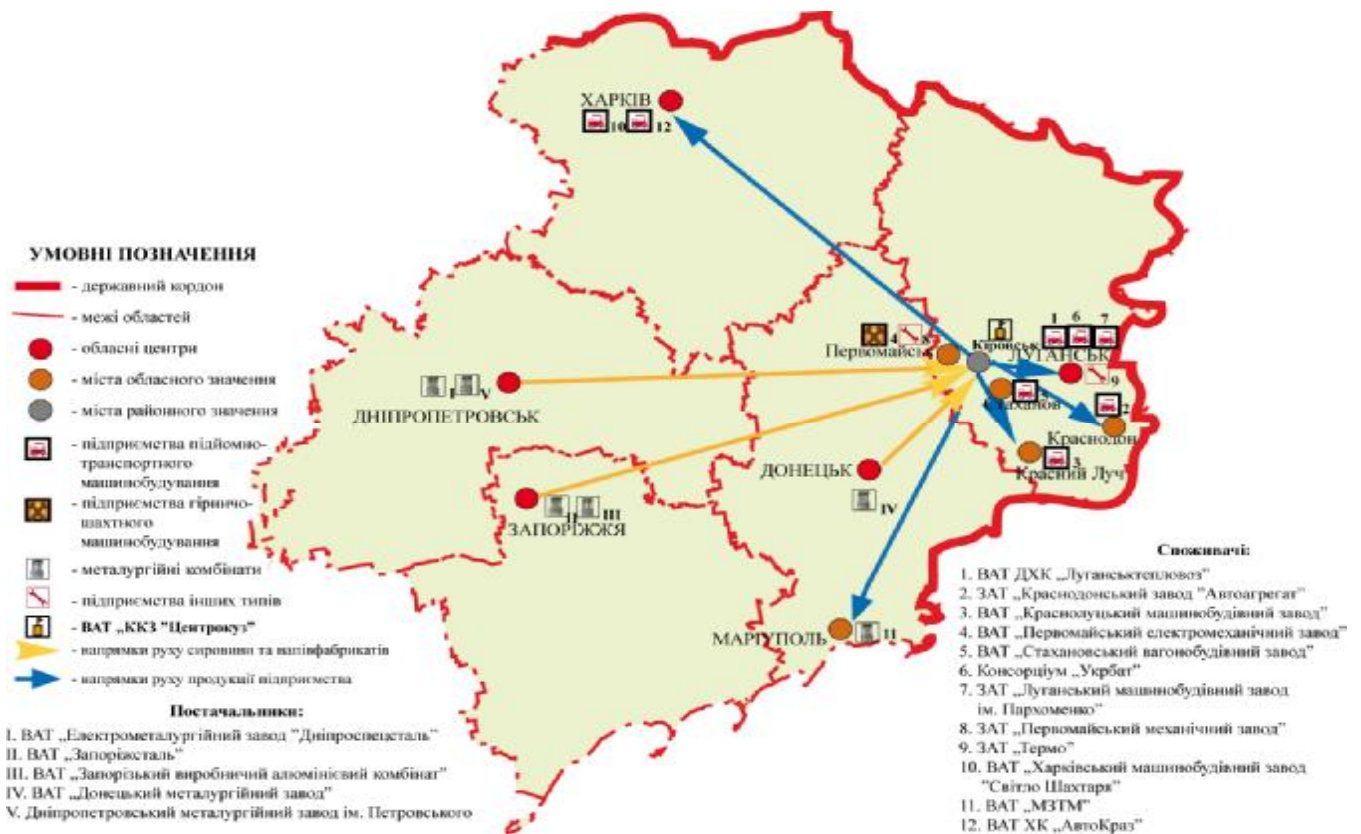 ХАРКІВ
10
12
УМОВНІ ПОЗНАЧЕННЯ
- державний кордон
- межі областей
- обласні центри
- міста обласного значення
- міста районного значення
- підприємства підйомно-
транспортного
машинобудування
- підприємства гірничо-
шахтного
машинобудування
- металургійні комбінати
- підприємства інших типів
- ВАТ „ККЗ "Центрокуз”
- напрямки руху сировини та напівфабрикатів
- напрямки руху продукції підприємства
4
8
Первомайськ
Кіровськ
1 6 7
ЛУГАНСЬК
9
Стаханов
5
2
Краснодон
3
Красний Луч
I V
ДНІПРОПЕТРОВСЬК
ДОНЕЦЬК
IV
II III
ЗАПОРІЖЖЯ
МАРІУПОЛЬ
11
Постачальники:
I. ВАТ „Електрометалургійний завод "Дніпроспецсталь”
II. ВАТ „Запоріжсталь”
III. ВАТ „Запорізький виробничий алюмінієвий комбінат”
IV. ВАТ „Донецький металургійний завод”
V. Дніпропетровський металургійний завод ім. Петровського
Споживачі:
1. ВАТ ДХК „Луганськтепловоз”
2. ЗАТ „Краснодонський завод "Автоагрегат”
3. ВАТ „Краснолуцький машинобудівний завод”
4. ВАТ „Первомайський електромеханічний завод”
5. ВАТ „Стахановський вагонобудівний завод”
6. Консорціум „Укрбат”
7. ЗАТ „Луганський машинобудівний завод
ім. Пархоменко”
8. ЗАТ „Первомайський механічний завод”
9. ЗАТ „Термо”
10. ВАТ „Харківський машинобудівний завод
"Світло Шахтаря”
11. ВАТ „МЗТМ”
12. ВАТ ХК „АвтоКраз”